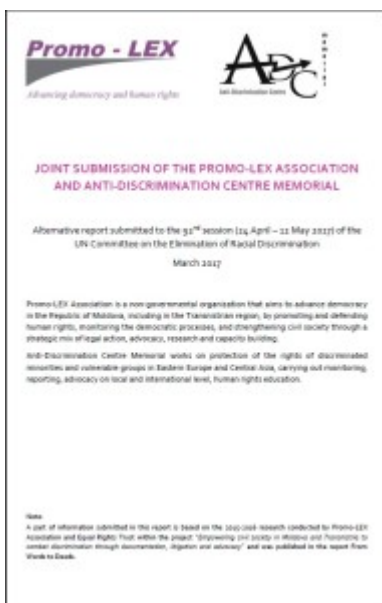 Promo - LEX
Advancing democracy and human rights
ADC
memorial
Anti-Discrimination Centre
JOINT SUBMISSION OF THE PROMO-LEX ASSOCIATION
AND ANTI-DISCRIMINATION CENTRE MEMORIAL
Alternative report submitted to the 92nd session (24 April – 12 May 2017) of the
UN Committee on the Elimination of Racial Discrimination
March 2017
Promo-LEX Association is a non-governmental organization that aims to advance democracy
in the Republic of Moldova, including in the Transnistrian region, by promoting and defending
human rights, monitoring the democratic processes, and strengthening civil society through a
strategic mix of legal action, advocacy, research and capacity building.
Anti-Discrimination Centre Memorial works on protection of the rights of discriminated
minorities and vulnerable groups in Eastern Europe and Central Asia, carrying out monitoring,
reporting, advocacy on local and international level, human rights education.
Note:
A part of information submitted in this report is based on the 2015-2016 research conducted by Promo-LEX
Association and Equal Rights Trust within the project "Empowering civil society in Moldova and Transnistria to
combat discrimination through documentation, litigation and advocacy" and was published in the report From
Words to Deeds.